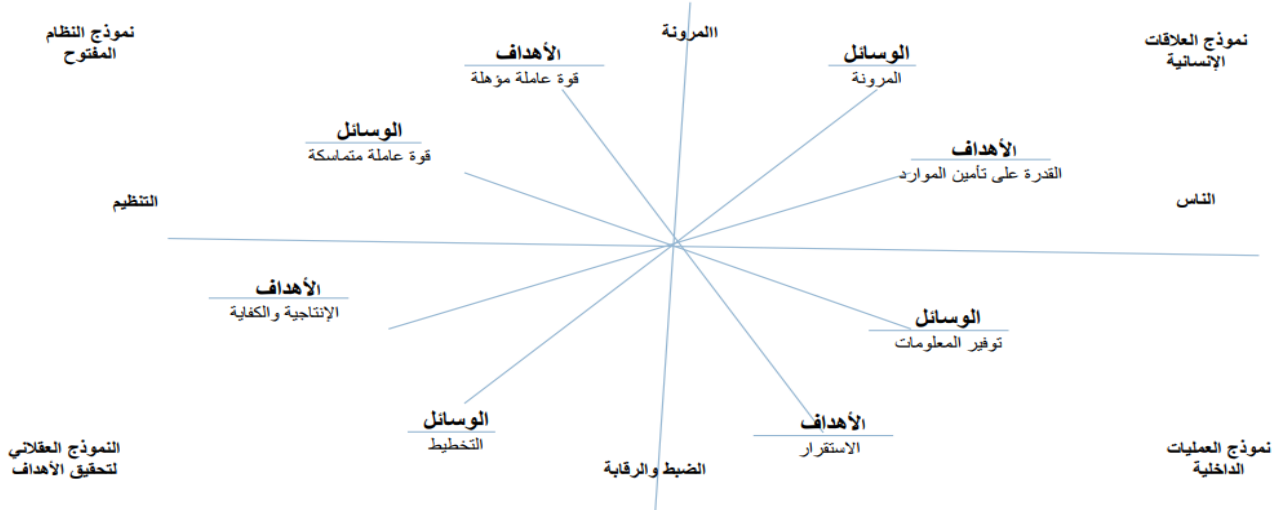 نموذج العلاقات
الإنسانية
االمرونة
نموذج النظام
المفتوح
الوسائل
المرونة
الأهداف
قوة عاملة مؤهلة
الأهداف
القدرة على تأمين الموارد
الوسائل
قوة عاملة متماسكة
الناس
التنظيم
الوسائل
توفير المعلومات
الأهداف
الإنتاجية والكفاية
الأهداف
الاستقرار
الوسائل
التخطيط
نموذج العمليات
الداخلية
الضبط والرقابة
النموذج العقلاني
لتحقيق الأهداف